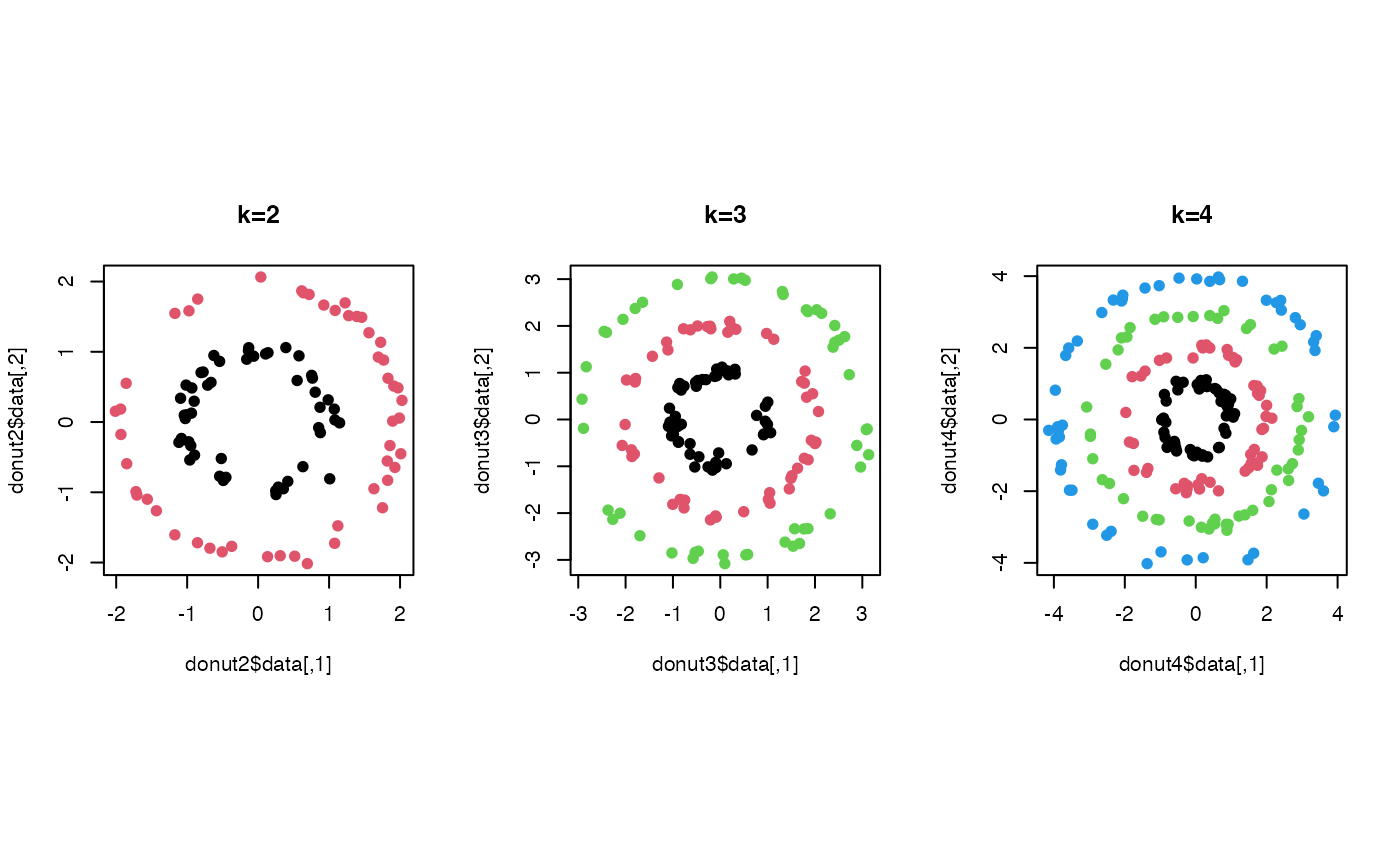 k=2
donut2$data[,2]
2
1
0
-1
-2
-2 -1 0 1 2
donut2$data[,1]
k=3
donut3$data[,2]
3
2
1
0
-1
-2
-3
-3 -2 -1 0 1 2 3
donut3$data[,1]
k=4
donut4$data[,2]
4
2
0
-2
-4
-4 -2 0 2 4
donut4$data[,1]